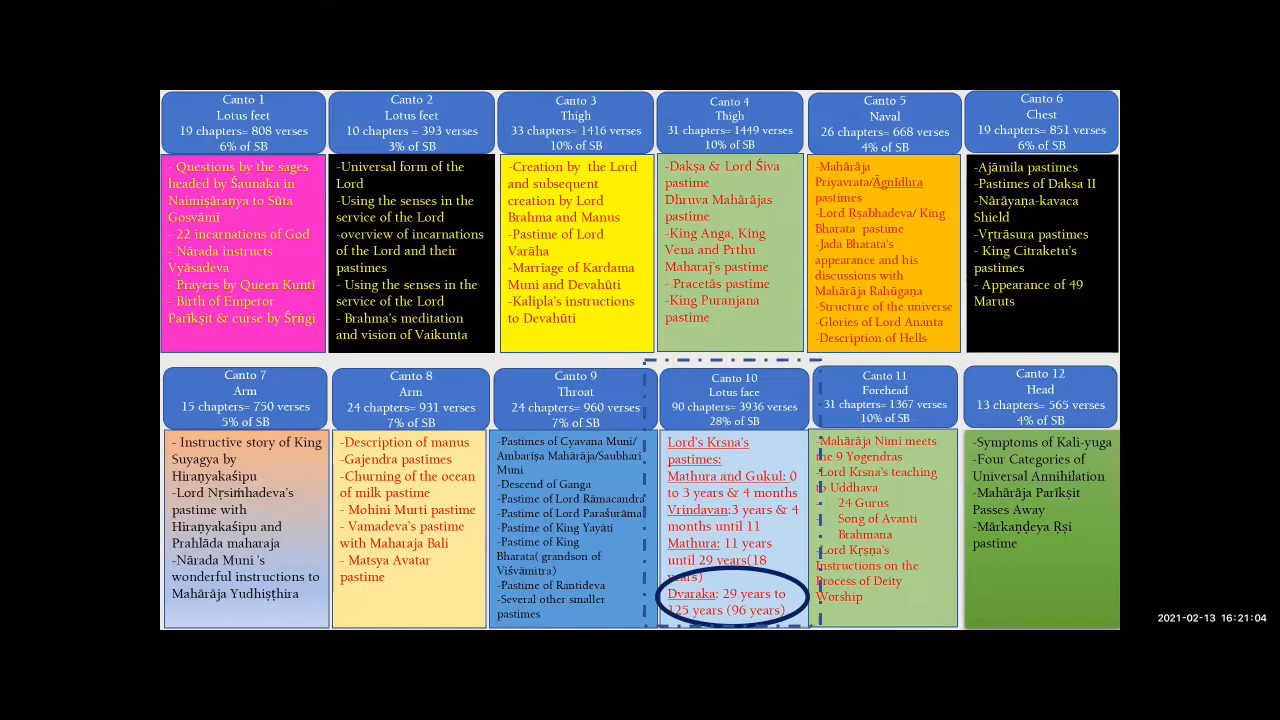 Canto 1
Lotus feet
19 chapters= 808 verses
6% of SB
- Questions by the sages
headed by Śaunaka in
Naimiṣāraṇya to Sūta
Gosvāmī
- 22 incarnations of God
- Nārada instructs
Vyāsadeva
- Prayers by Queen Kuntī
- Birth of Emperor
Parīkṣit & curse by Śṛṅgi
Canto 2
Lotus feet
10 chapters = 393 verses
3% of SB
-Universal form of the
Lord
-Using the senses in the
service of the Lord
-overview of incarnations
of the Lord and their
pastimes
- Using the senses in the
service of the Lord
- Brahma's meditation
and vision of Vaikunta
Canto 3
Thigh
33 chapters= 1416 verses
10% of SB
-Creation by the Lord
and subsequent
creation by Lord
Brahma and Manus
-Pastime of Lord
Varāha
-Marriage of Kardama
Muni and Devahūti
-Kalipla's instructions
to Devahūti
Canto 4
Thigh
31 chapters= 1449 verses
10% of SB
-Dakṣa & Lord Śiva
pastime
Dhruva Mahārājas
pastime
-King Anga, King
Vena and Prthu
Maharaj's pastime
- Pracetās pastime
-King Puranjana
pastime
Canto 5
Naval
26 chapters= 668 verses
4% of SB
-Mahārāja
Priyavrata/Āgnīdhra
pastimes
-Lord Ṛṣabhadeva/ King
Bharata pastime
-Jada Bharata's
appearance and his
discussions with
Mahārāja Rahūgaṇa
-Structure of the universe
-Glories of Lord Ananta
-Description of Hells
Canto 6
Chest
19 chapters= 851 verses
6% of SB
-Ajāmila pastimes
-Pastimes of Daksa II
-Nārāyaṇa-kavaca
Shield
-Vṛtrāsura pastimes
- King Citraketu's
pastimes
- Appearance of 49
Maruts
Canto 7
Arm
15 chapters= 750 verses
5% of SB
- Instructive story of King
Suyagya by
Hiraṇyakaśipu
-Lord Nṛsiṁhadeva's
pastime with
Hiraṇyakaśipu and
Prahlāda maharaja
-Nārada Muni 's
wonderful instructions to
Mahārāja Yudhiṣṭhira
Canto 8
Arm
24 chapters= 931 verses
7% of SB
-Description of manus
-Gajendra pastimes
-Churning of the ocean
of milk pastime
- Mohini Murti pastime
- Vamadeva's pastime
with Maharaja Bali
- Matsya Avatar
pastime
Canto 9
Throat
24 chapters= 960 verses
7% of SB
-Pastimes of Cyavana Muni/
Ambarīṣa Mahārāja/Saubhari
Muni
-Descend of Ganga
-Pastime of Lord Rāmacandra
-Pastime of Lord Paraśurāma
-Pastime of King Yayāti
-Pastime of King
Bharata( grandson of
Viśvāmitra)
-Pastime of Rantideva
-Several other smaller
pastimes
Canto 10
Lotus face
90 chapters= 3936 verses
28% of SB
Lord's Krsna's
pastimes:
Mathura and Gukul: 0
to 3 years & 4 months
Vrindavan:3 years & 4
months until 11
Mathura: 11 years
until 29 years(18
years)
Dvaraka: 29 years to
125 years (96 years)
Canto 11
Forehead
31 chapters= 1367 verses
10% of SB
-Mahārāja Nimi meets
the 9 Yogendras
-Lord Krsna's teaching
to Uddhava
- 24 Gurus
- Song of Avanti
Brahmana
-Lord Kṛṣṇa's
Instructions on the
Process of Deity
Worship
Canto 12
Head
13 chapters= 565 verses
4% of SB
-Symptoms of Kali-yuga
-Four Categories of
Universal Annihilation
-Mahārāja Parīkṣit
Passes Away
-Mārkaṇḍeya Ṛṣi
pastime
2021-02-13 16:21:04